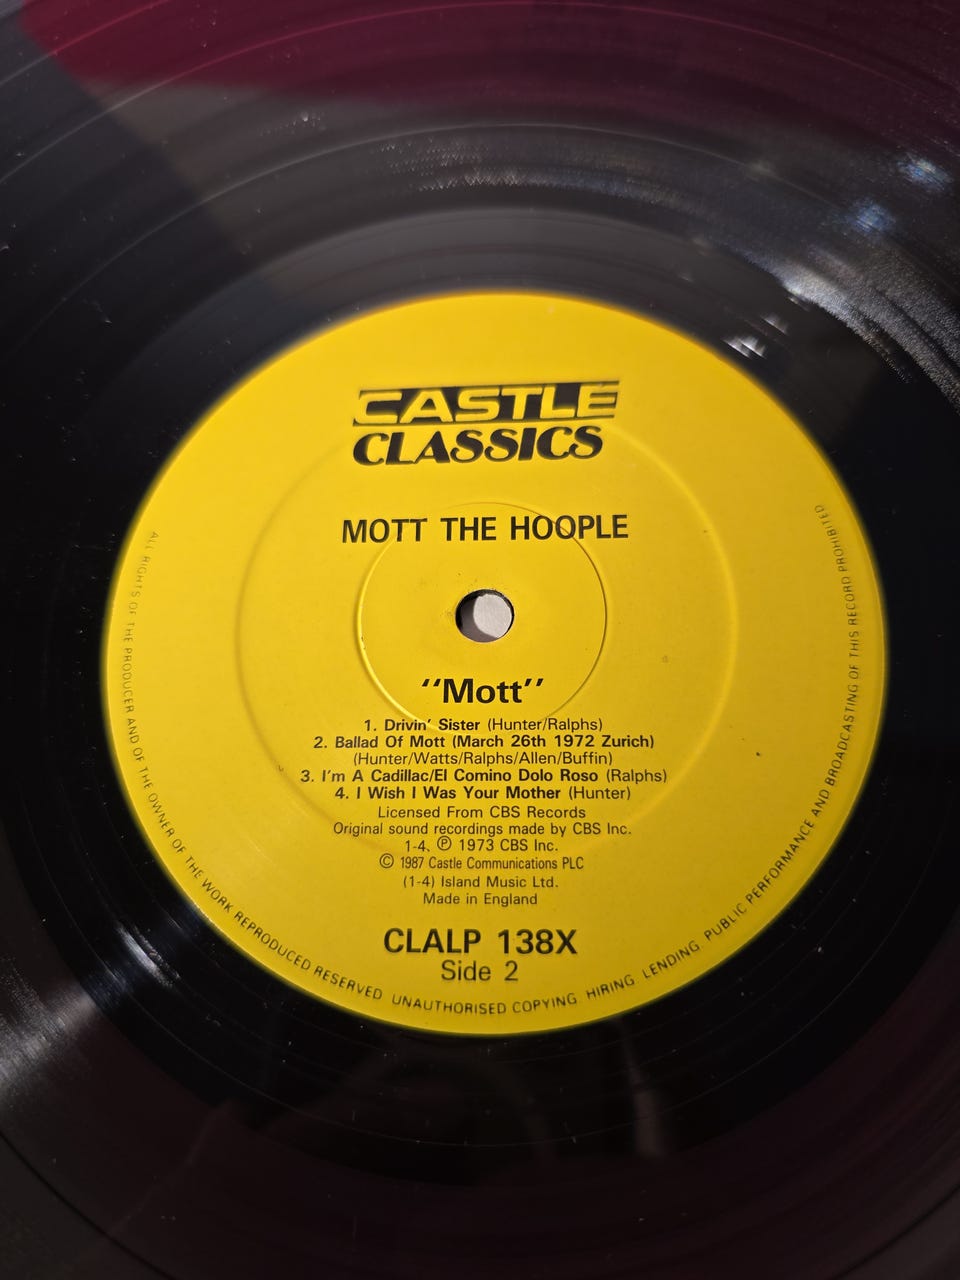 CASTLE
CLASSICS
MOTT THE HOOPLE
"Mott"
1. Drivin' Sister (Hunter/Ralphs)
2. Ballad Of Mott (March 26th 1972 Zurich)
(Hunter/Watts/Ralphs/Allen/Buffin)
3. I'm A Cadillac/El Comino Dolo Roso (Ralphs)
4. I Wish I Was Your Mother (Hunter)
Licensed From CBS Records
Original sound recordings made by CBS Inc.
1-4. ℗ 1973 CBS Inc.
© 1987 Castle Communications PLC
(1-4) Island Music Ltd.
Made in England
CLALP 138X
Side 2
ALL RIGHTS OF THE PRODUCER AND OF THE OWNER OF THE WORK REPRODUCED RESERVED UNAUTHORISED COPYING HIRING LENDING PUBLIC PERFORMANCE AND BROADCASTING OF THIS RECORD PROHIBITED